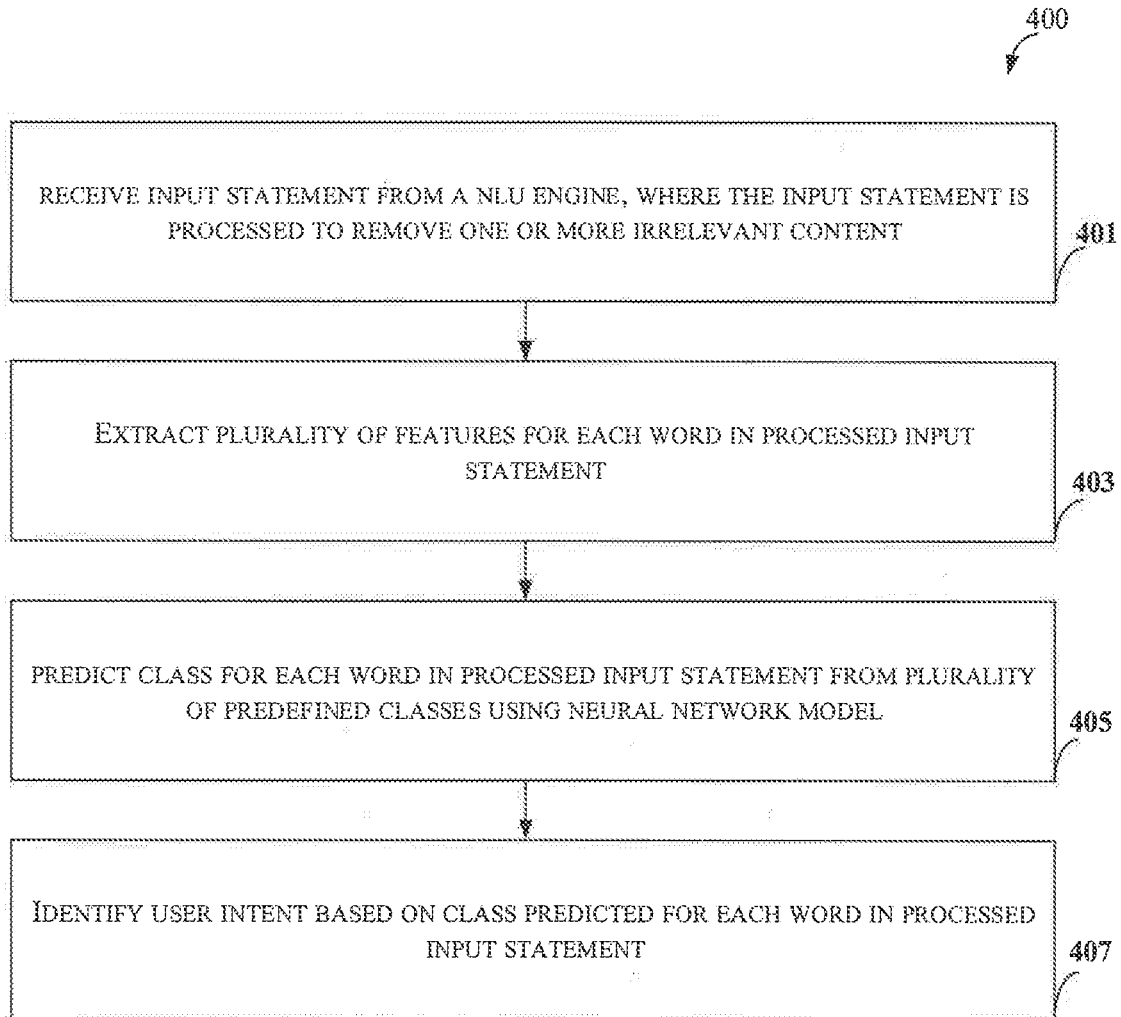 400
RECEIVE INPUT STATEMENT FROM A NLU ENGINE, WHERE THE INPUT STATEMENT IS
PROCESSED TO REMOVE ONE OR MORE IRRELEVANT CONTENT
401
EXTRACT PLURALITY OF FEATURES FOR EACH WORD IN PROCESSED INPUT
STATEMENT
403
PREDICT CLASS FOR EACH WORD IN PROCESSED INPUT STATEMENT FROM PLURALITY
OF PREDEFINED CLASSES USING NEURAL NETWORK MODEL
405
IDENTIFY USER INTENT BASED ON CLASS PREDICTED FOR EACH WORD IN PROCESSED
INPUT STATEMENT
407